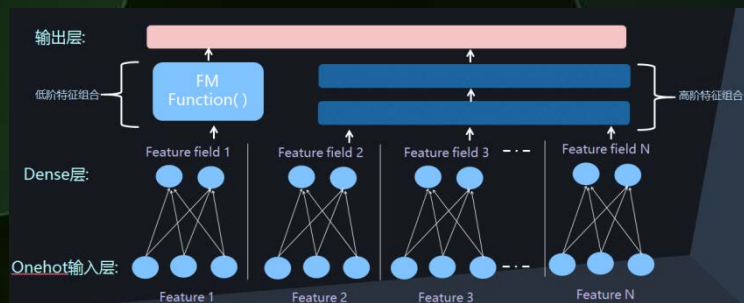 输出层:
FM
Function( )
低阶特征组合
高阶特征组合
Feature field 1
Feature field 2
Feature field 3
Feature field N
Dense层:
Onehot输入层:
Feature 1
Feature 2
Feature 3
Feature N